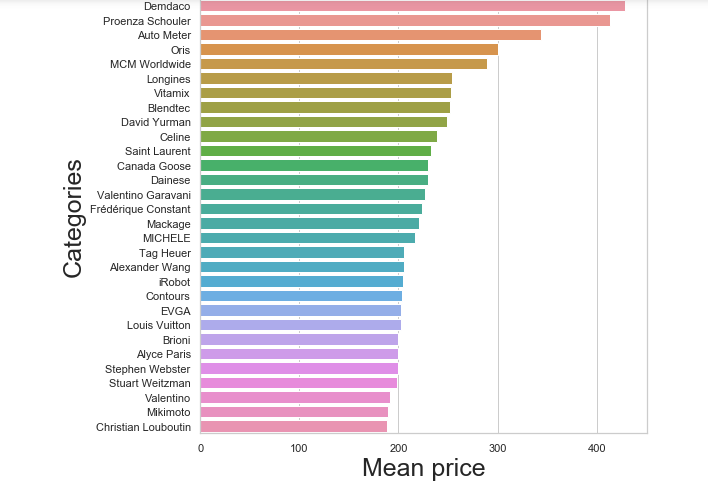 Demdaco
Proenza Schouler
Auto Meter
Oris
MCM Worldwide
Longines
Vitamix
Blendtec
David Yurman
Celine
Saint Laurent
Canada Goose
Dainese
Valentino Garavani
Frédérique Constant
Mackage
MICHELE
Tag Heuer
Alexander Wang
iRobot
Contours
EVGA
Louis Vuitton
Brioni
Alyce Paris
Stephen Webster
Stuart Weitzman
Valentino
Mikimoto
Christian Louboutin
Categories
0 100 200 300 400
Mean price